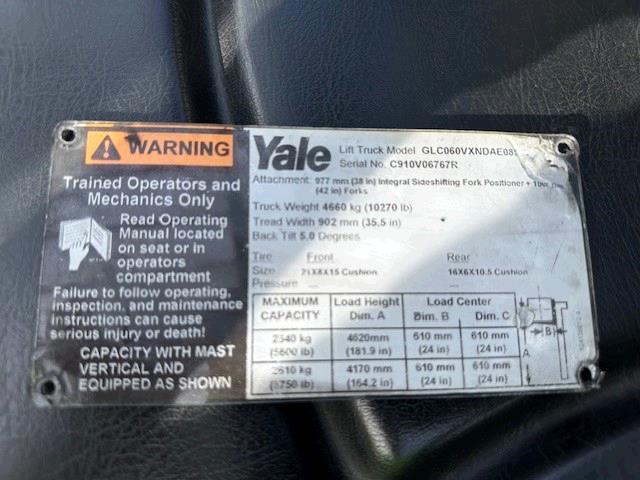 WARNING
Trained Operators and
Mechanics Only
Read Operating
Manual located
on seat or in
operators
compartment
Failure to follow operating,
inspection, and maintenance
instructions can cause
serious injury or death!
CAPACITY WITH MAST
VERTICAL AND
EQUIPPED AS SHOWN
Yale
Lift Truck Model GLC060VXNDAE08
Serial No. C910V06767R
Attachment: 977 mm (38 in) Integral Sideshifting Fork Positioner +
(42 in) Forks
Truck Weight 4660 kg (10270 lb)
Tread Width 902 mm (35.5 in)
Back Tilt 5.0 Degrees
Tire Front Rear
Size 21X8X15 Cushion 16X6X10.5 Cushion
Pressure
MAXIMUM CAPACITY Load Height Dim. A Load Center Dim. B Dim. C
2540 kg 4620mm 610 mm 610 mm
(5600 lb) (181.9 in) (24 in) (24 in)
2610 kg 4170 mm 610 mm 610 mm
(5750 lb) (164.2 in) (24 in) (24 in)
A
B
C